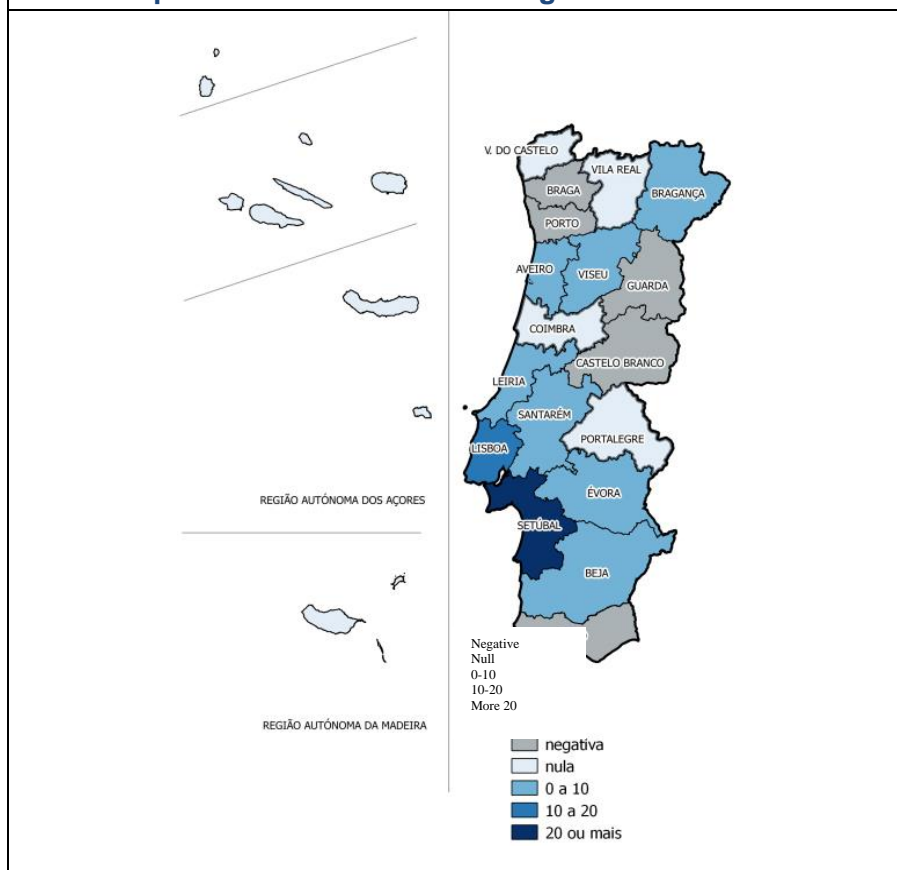 V. DO CASTELO
VILA REAL
BRAGANÇA
BRAGA
PORTO
AVEIRO
VISEU
GUARDA
COIMBRA
CASTELO BRANCO
LEIRIA
SANTARÉM
PORTALEGRE
LISBOA
ÉVORA
SETÚBAL
BEJA
REGIÃO AUTÓNOMA DOS AÇORES
REGIÃO AUTÓNOMA DA MADEIRA
Negative
Null
0-10
10-20
More 20
negativa
nula
0 a 10
10 a 20
20 ou mais